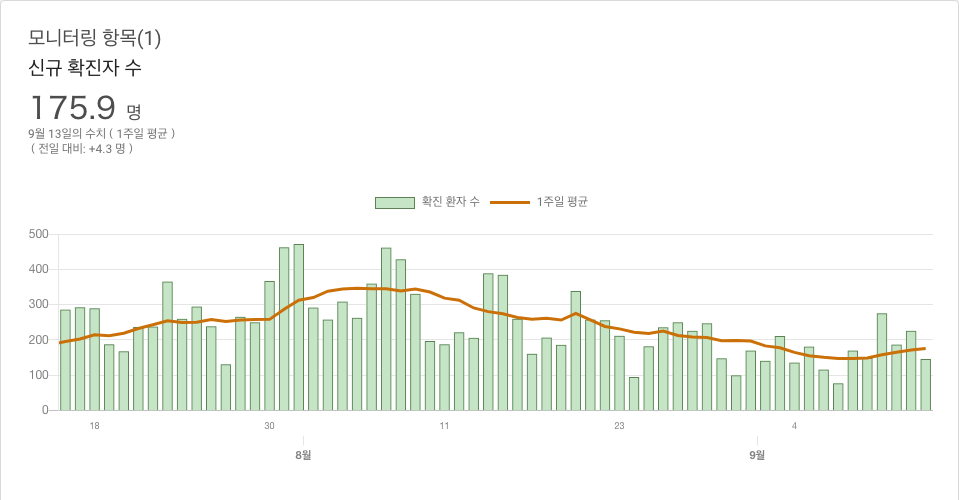 모니터링 항목(1)
신규 확진자 수
175.9 명
9월 13일의 수치 ( 1주일 평균 )
( 전일 대비: +4.3 명 )
확진 환자 수 1주일 평균
500
400
300
200
100
0
18 30 11 23 4
8월 9월